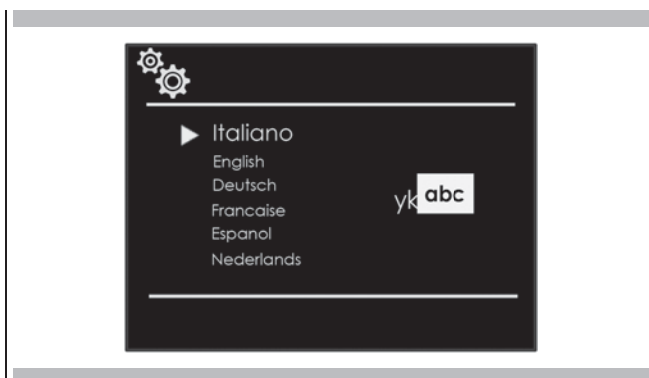 Italiano
English
Deutsch
Francaise
Espanol
Nederlands
yk abc